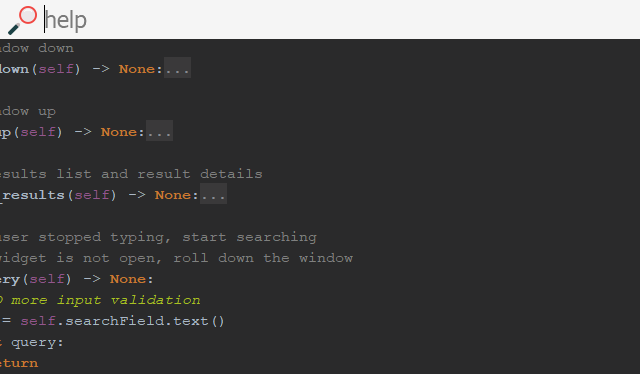 help
ndow down
down(self) -> None:...
ndow up
up(self) -> None:...
esults list and result details
_results(self) -> None:...
user stopped typing, start searching
widget is not open, roll down the window
ery(self) -> None:
O more input validation
= self.searchField.text()
t query:
eturn